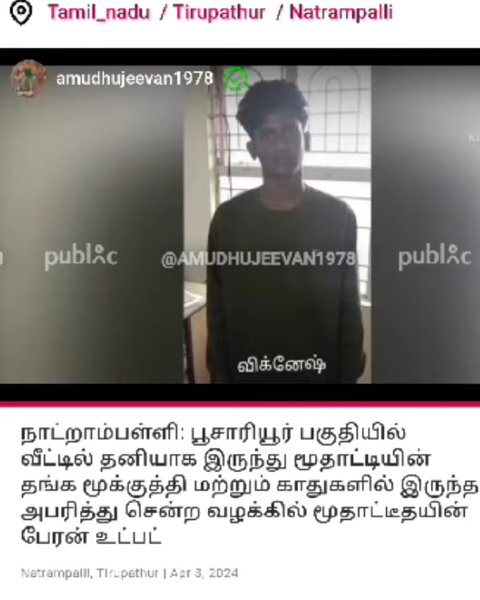 Tamil_nadu / Tirupathur / Natrampalli
amudhujeevan1978
public @AMUDHUJEEVAN1978 public
விக்னேஷ்
நாட்றாம்பள்ளி: பூசாரியூர் பகுதியில்
வீட்டில் தனியாக இருந்து மூதாட்டியின்
தங்க மூக்குத்தி மற்றும் காதுகளில் இருந்த
அபரித்து சென்ற வழக்கில் மூதாட்டீதயின்
பேரன் உட்பட்
Natrampalli, Tirupathur | Apr 3, 2024